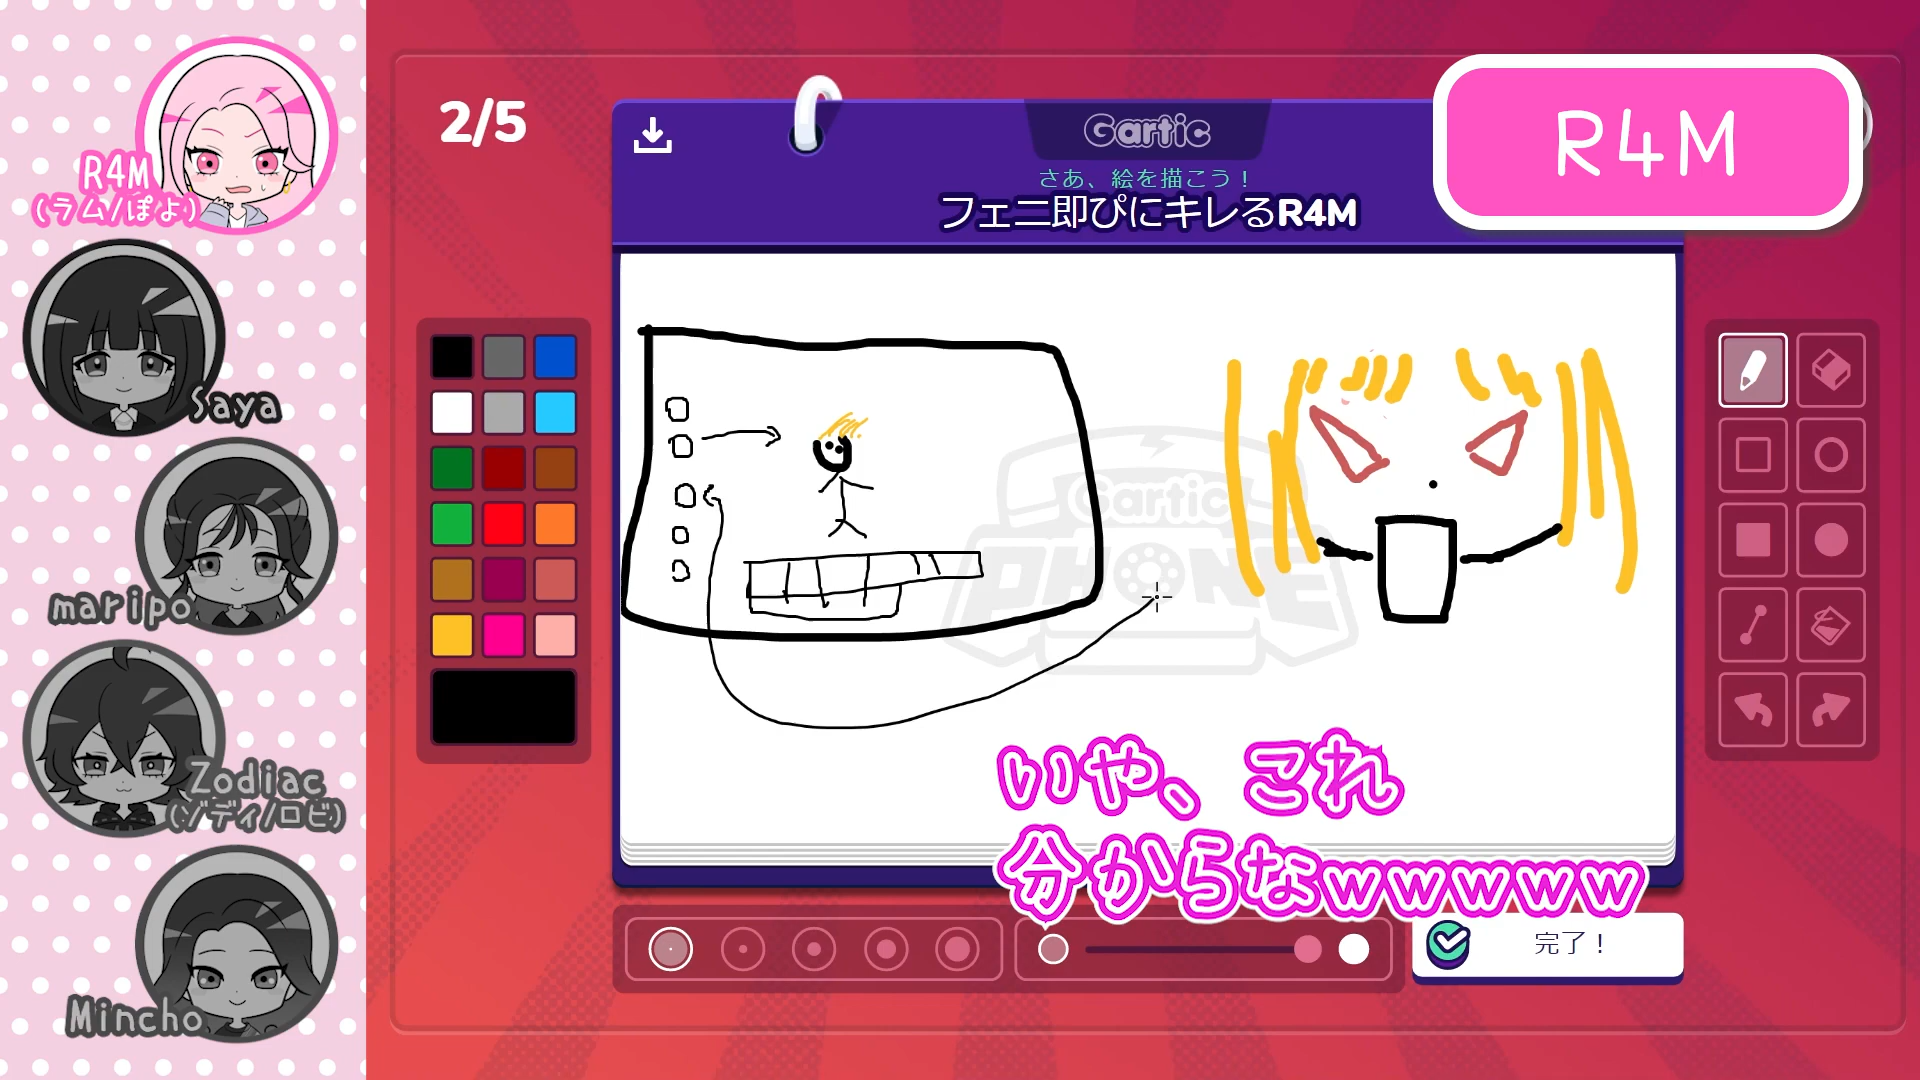 R4M
(ラム/ぽよ)
Saya
maripo
Zodiac
(ゾディ/ロビ)
Mincho
2/5
Gartic
さあ、絵を描こう!
フェニ即ぴにキレるR4M
R4M
Gartic
PHONE
いや、これ
分からなwwwww
完了!